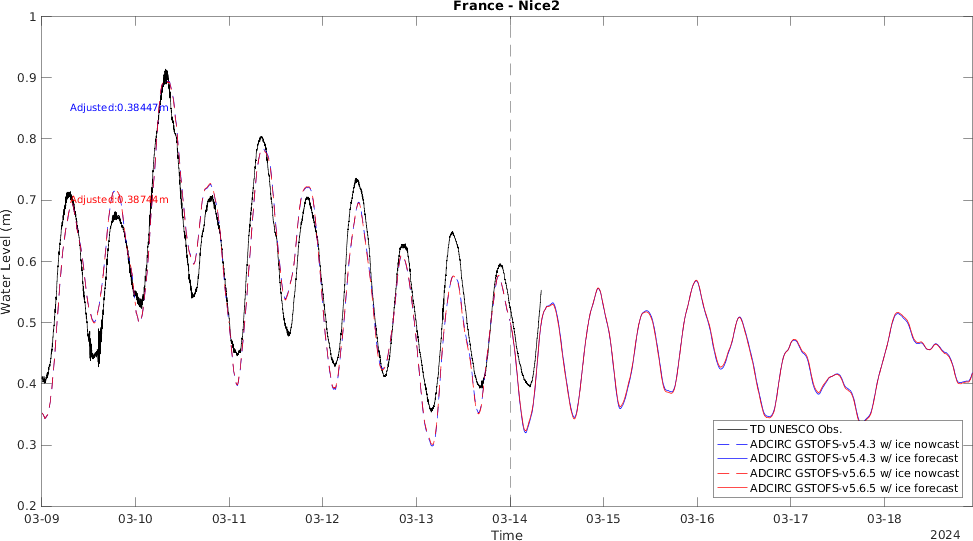 France - Nice2
1
0.9
Adjusted:0.38447m
0.8
0.7
Adjusted:0.38744m
0.6
Water Level (m)
0.5
0.4
0.3
0.2
TD UNESCO Obs.
ADCIRC GSTOFS-v5.4.3 w/ ice nowcast
ADCIRC GSTOFS-v5.4.3 w/ ice forecast
ADCIRC GSTOFS-v5.6.5 w/ ice nowcast
ADCIRC GSTOFS-v5.6.5 w/ ice forecast
03-09 03-10 03-11 03-12 03-13 03-14 03-15 03-16 03-17 03-18
Time
2024